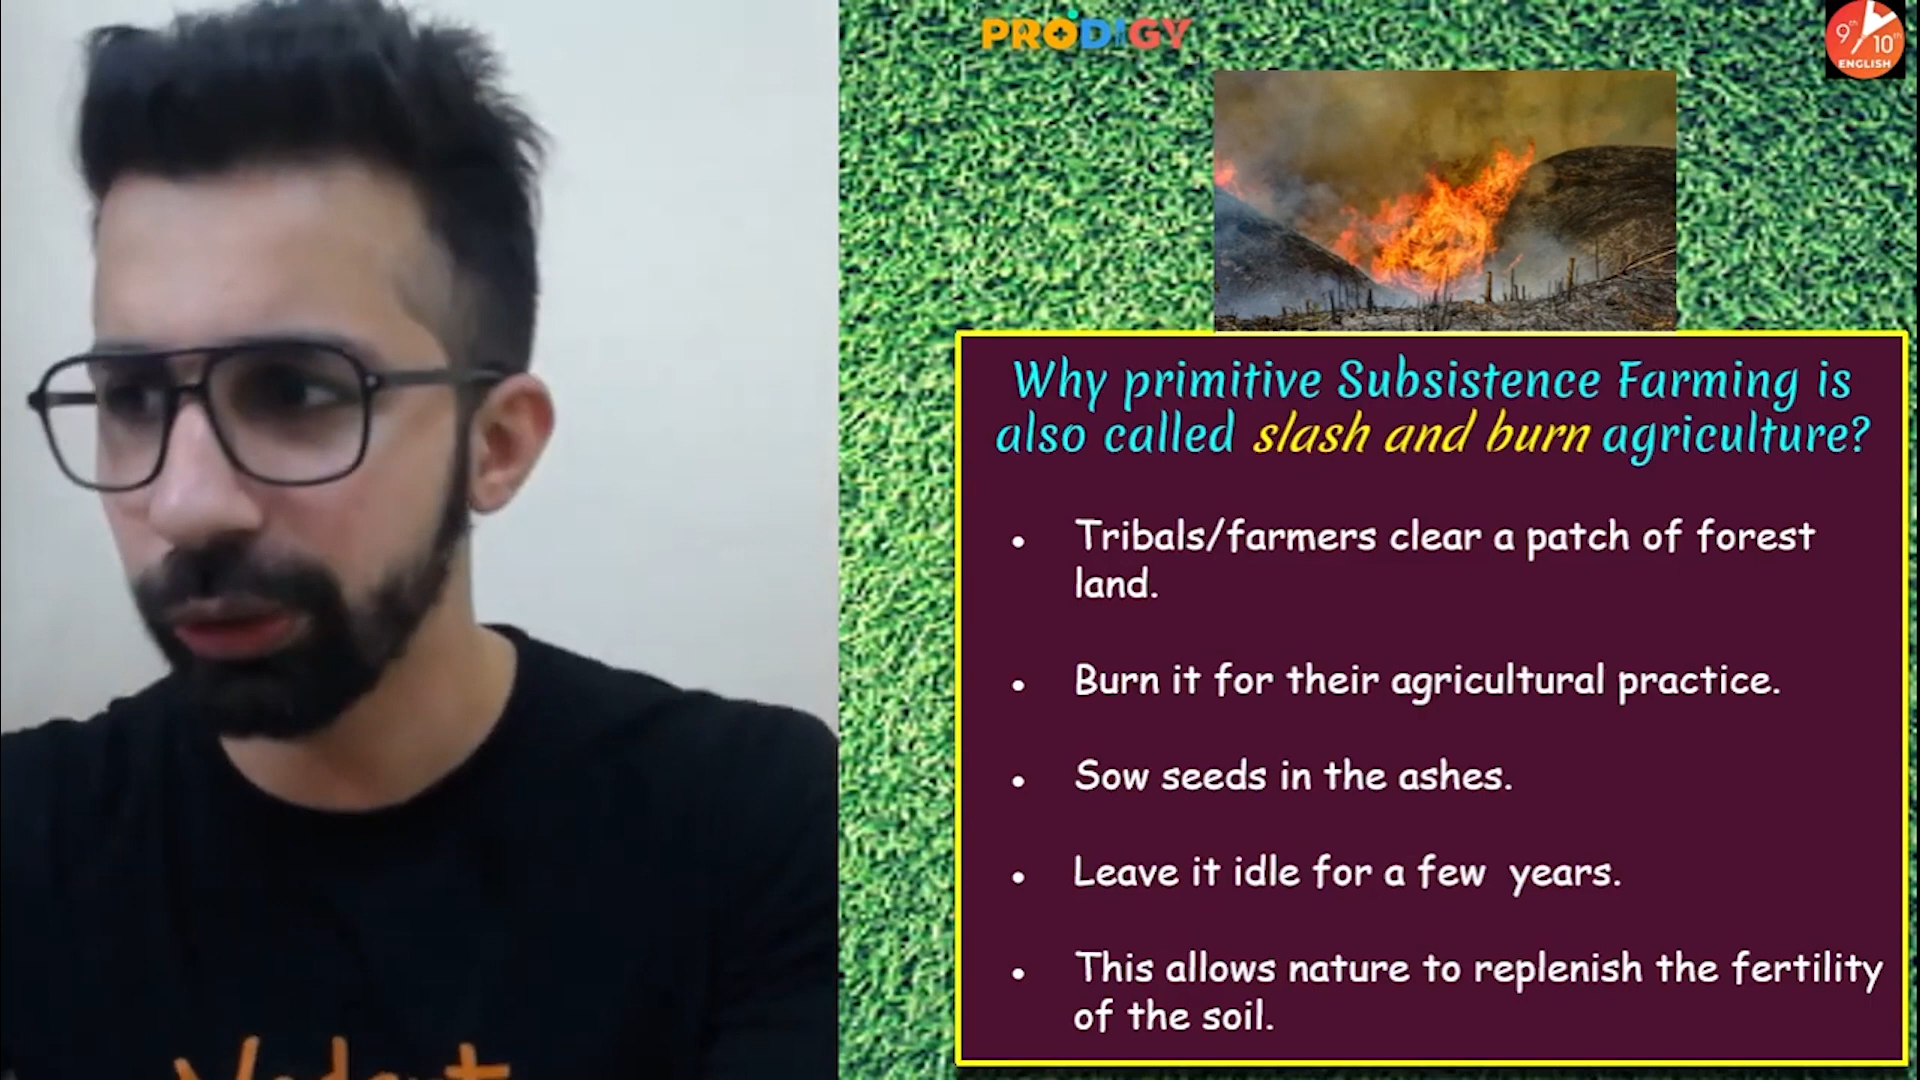 PRODIGY
9th 10th
ENGLISH
Why primitive Subsistence Farming is
also called slash and burn agriculture?
• Tribals/farmers clear a patch of forest
land.
• Burn it for their agricultural practice.
• Sow seeds in the ashes.
• Leave it idle for a few years.
• This allows nature to replenish the fertility
of the soil.